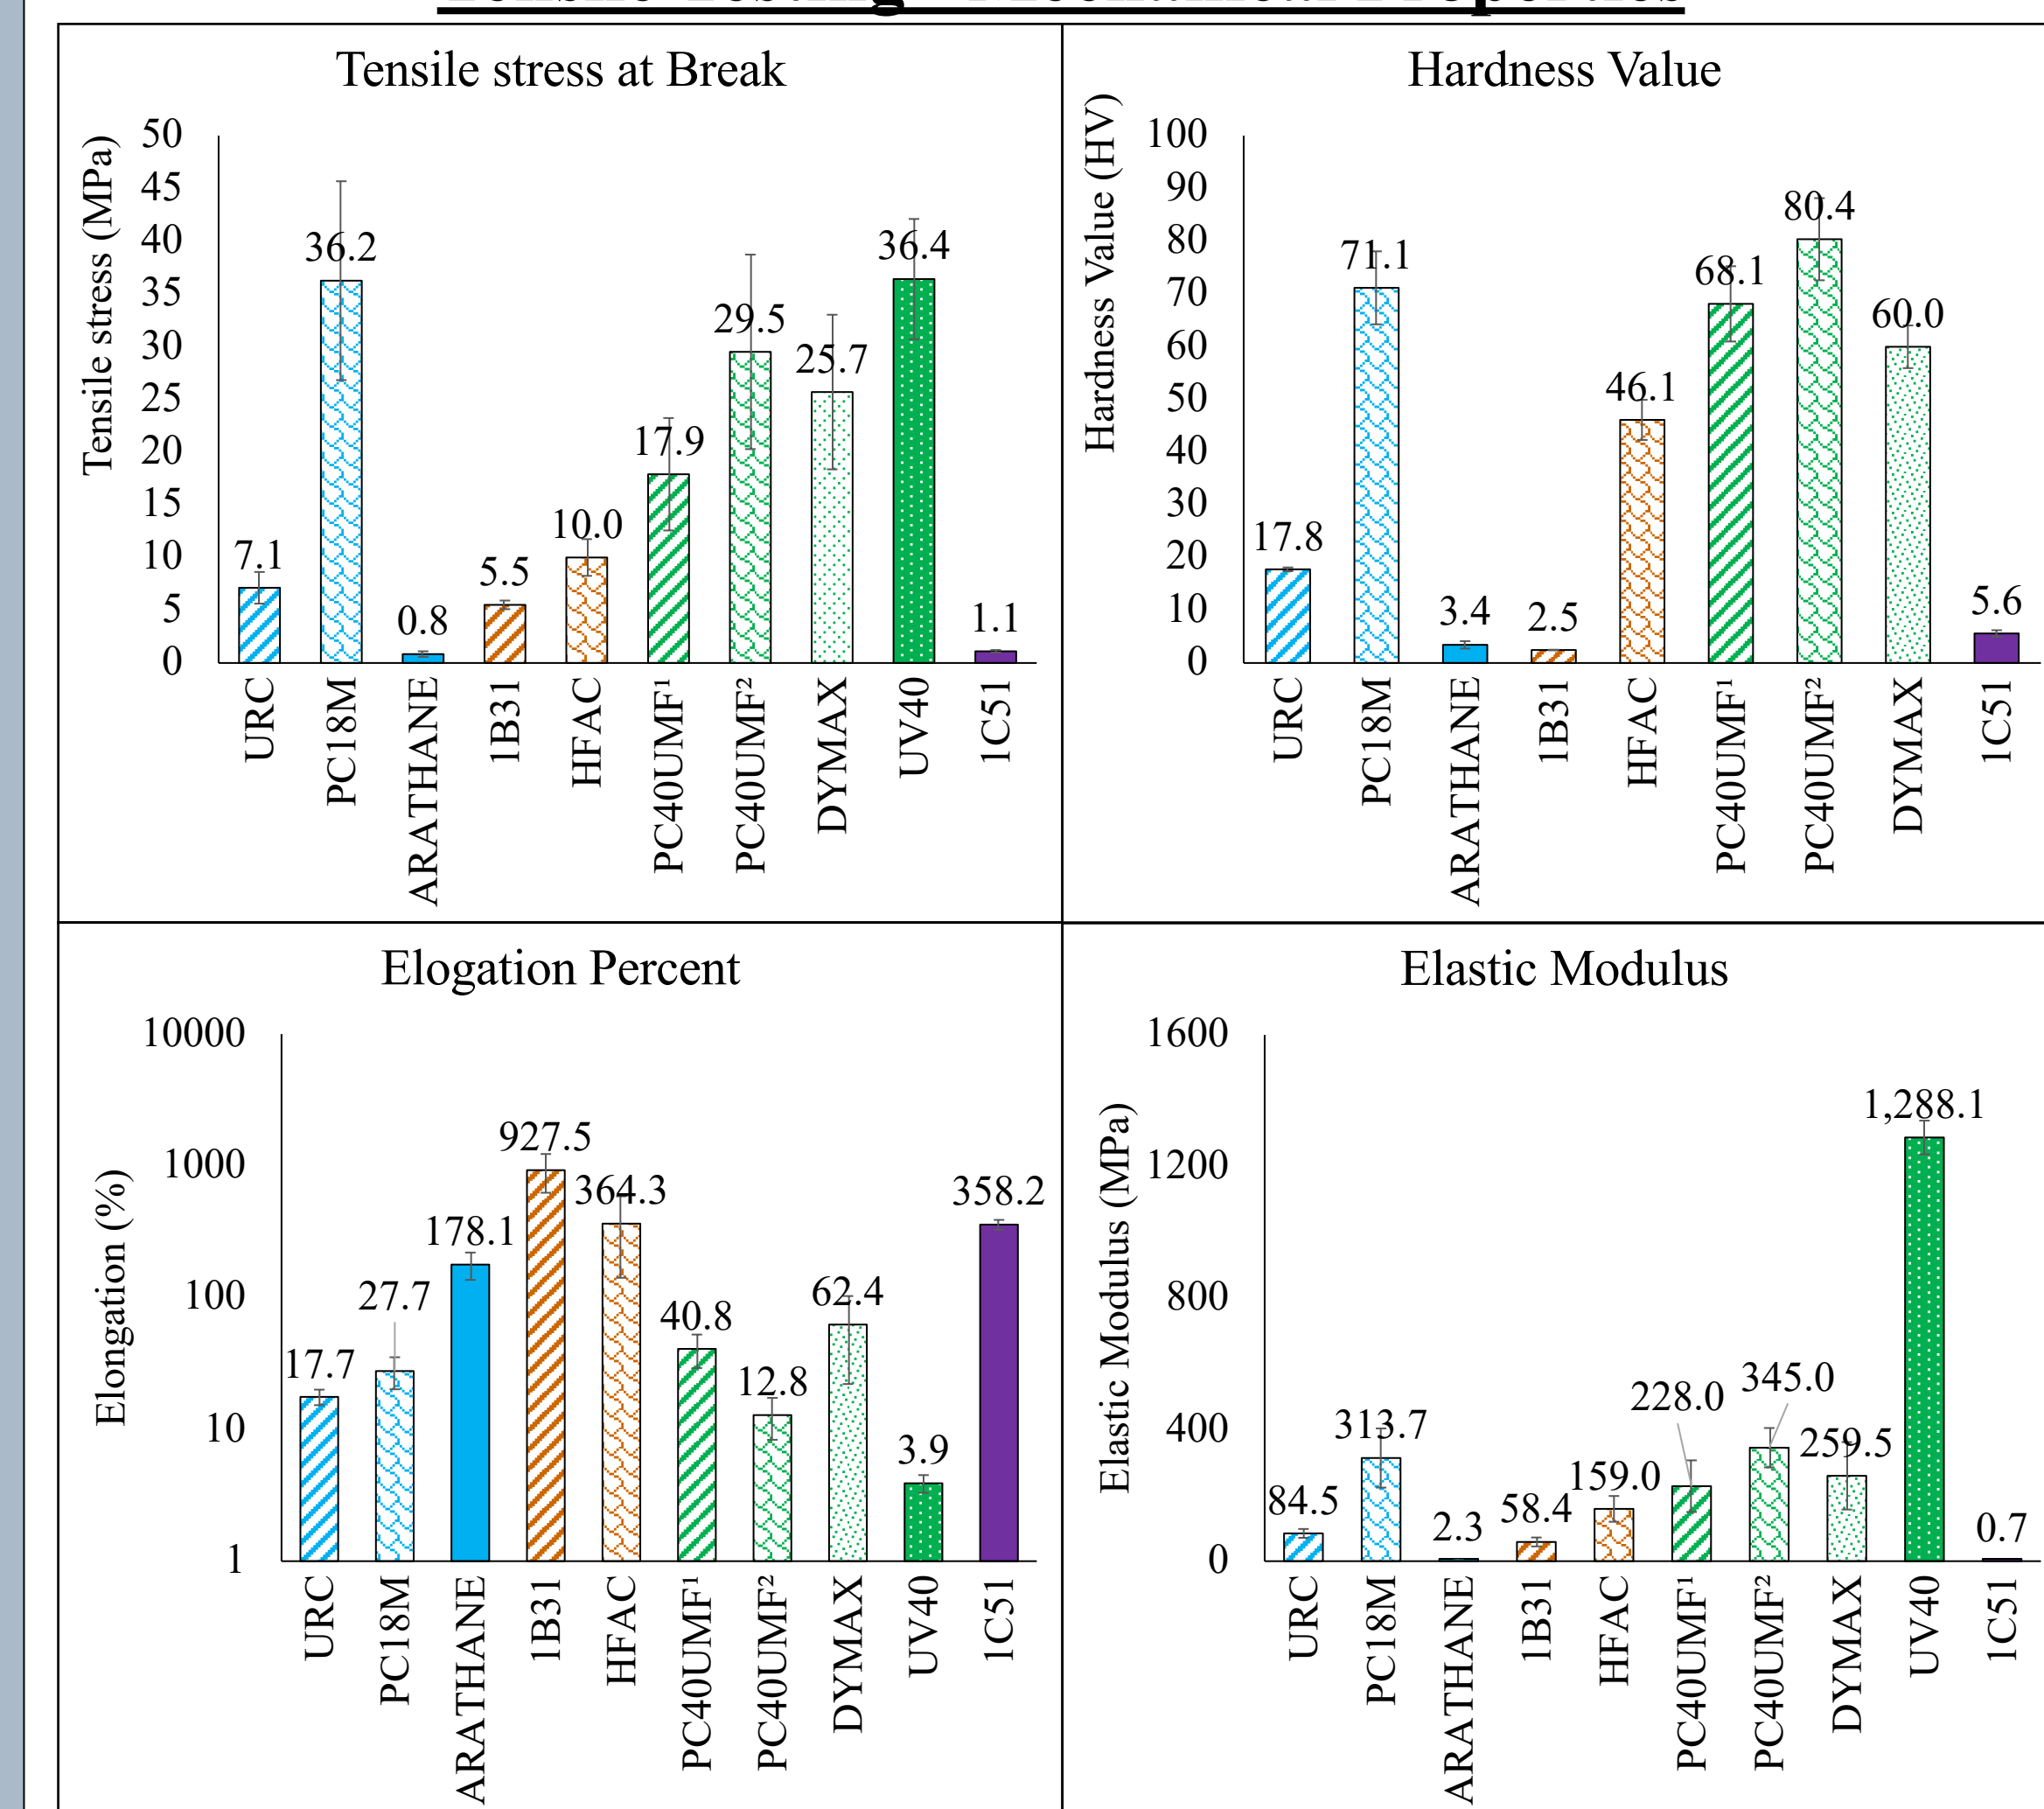 Tensile Testing - Mechanical Properties
Tensile stress at Break
Tensile stress (MPa)
50
45
40
35
30
25
20
15
10
5
0
7.1
36.2
0.8
5.5
10.0
17.9
29.5
25.7
36.4
1.1
URC
PC18M
ARATHANE
1B31
HFAC
PC40UMF¹
PC40UMF²
DYMAX
UV40
1C51
Hardness Value
Hardness Value (HV)
100
90
80
70
60
50
40
30
20
10
0
17.8
71.1
3.4
2.5
46.1
68.1
80.4
60.0
5.6
URC
PC18M
ARATHANE
1B31
HFAC
PC40UMF¹
PC40UMF²
DYMAX
1C51
Elogation Percent
Elongation (%)
10000
1000
100
10
1
17.7
27.7
178.1
927.5
364.3
40.8
12.8
62.4
3.9
358.2
URC
PC18M
ARATHANE
1B31
HFAC
PC40UMF¹
PC40UMF²
DYMAX
UV40
1C51
Elastic Modulus
Elastic Modulus (MPa)
1600
1200
800
400
0
84.5
313.7
2.3
58.4
159.0
228.0
345.0
259.5
1,288.1
0.7
URC
PC18M
ARATHANE
1B31
HFAC
PC40UMF¹
PC40UMF²
DYMAX
UV40
1C51